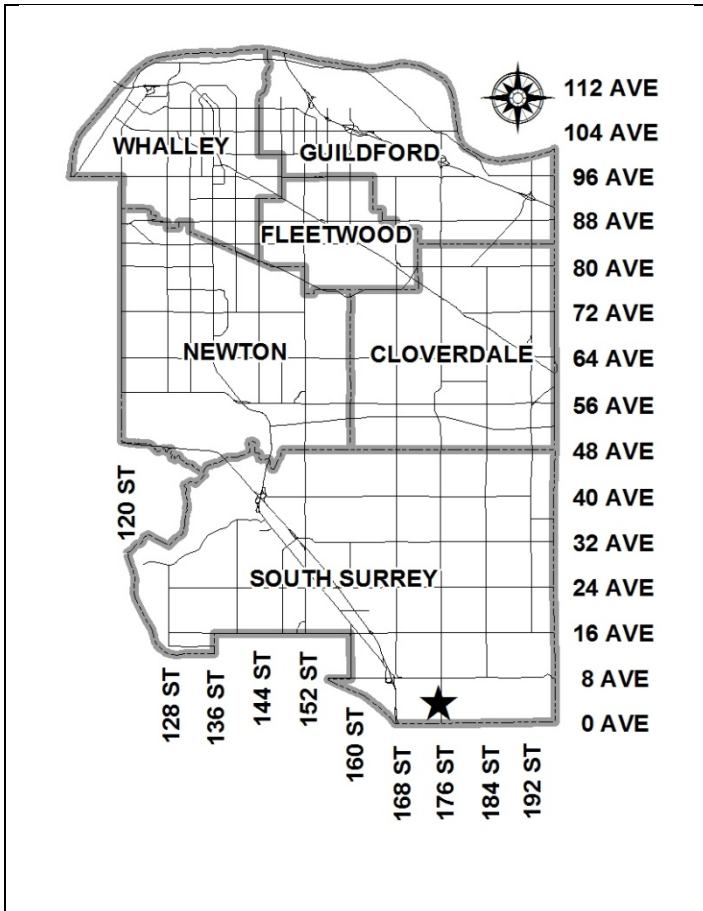 112 AVE
104 AVE
WHALLEY
GUILDFORD
96 AVE
88 AVE
FLEETWOOD
80 AVE
72 AVE
NEWTON
CLOVERDALE
64 AVE
56 AVE
48 AVE
120 ST
40 AVE
32 AVE
SOUTH SURREY
24 AVE
16 AVE
128 ST
136 ST
144 ST
152 ST
8 AVE
160 ST
0 AVE
168 ST
176 ST
184 ST
192 ST